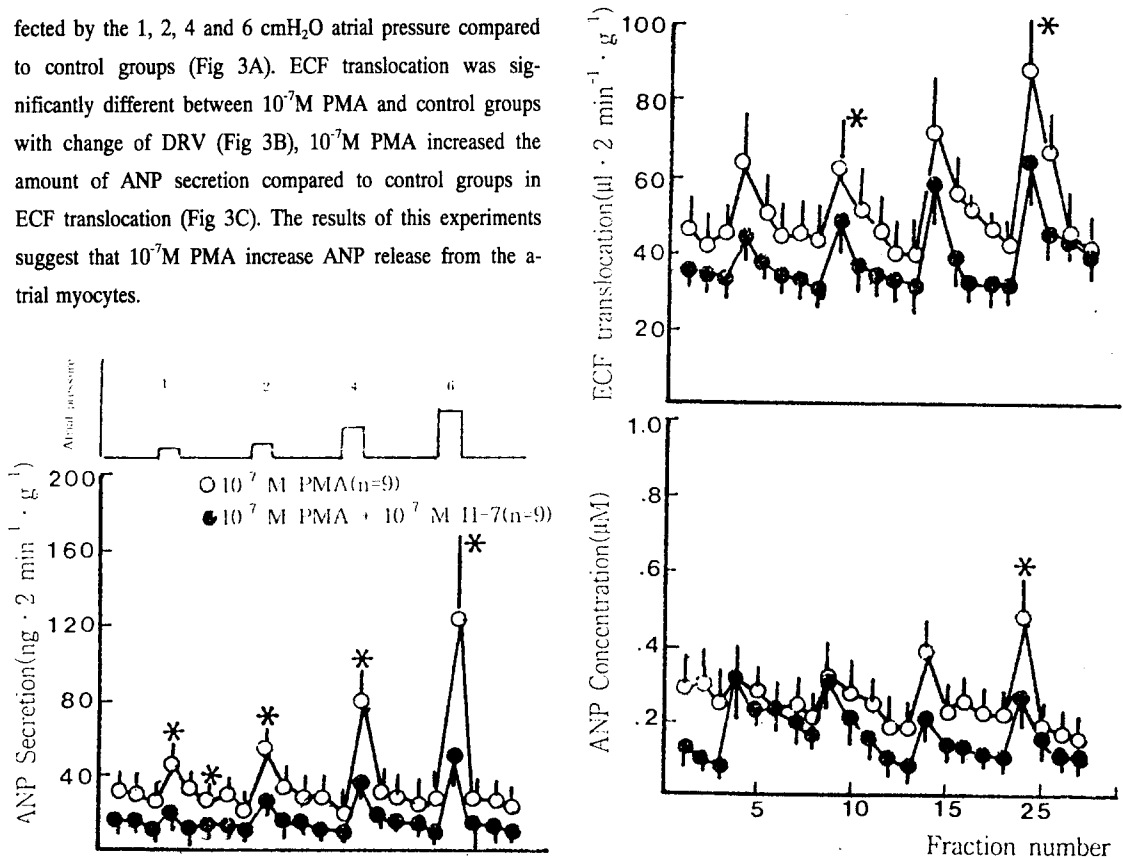 fected by the 1, 2, 4 and 6 cmH₂O atrial pressure compared
to control groups (Fig 3A). ECF translocation was sig-
nificantly different between 10⁻⁷M PMA and control groups
with change of DRV (Fig 3B), 10⁻⁷M PMA increased the
amount of ANP secretion compared to control groups in
ECF translocation (Fig 3C). The results of this experiments
suggest that 10⁻⁷M PMA increase ANP release from the a-
trial myocytes.
Atrial pressure
1 2 4 6
ANP Secretion(ng · 2 min⁻¹ · g⁻¹)
200
160
120
80
40
○ 10⁻⁷ M PMA(n=9)
● 10⁻⁷ M PMA + 10⁻⁷ M H-7(n=9)
* * * * *
ECF translocation(μl · 2 min⁻¹ · g⁻¹)
100
80
60
40
20
* *
ANP Concentration(μM)
1.0
.8
.6
.4
.2
*
5 10 15 25
Fraction number